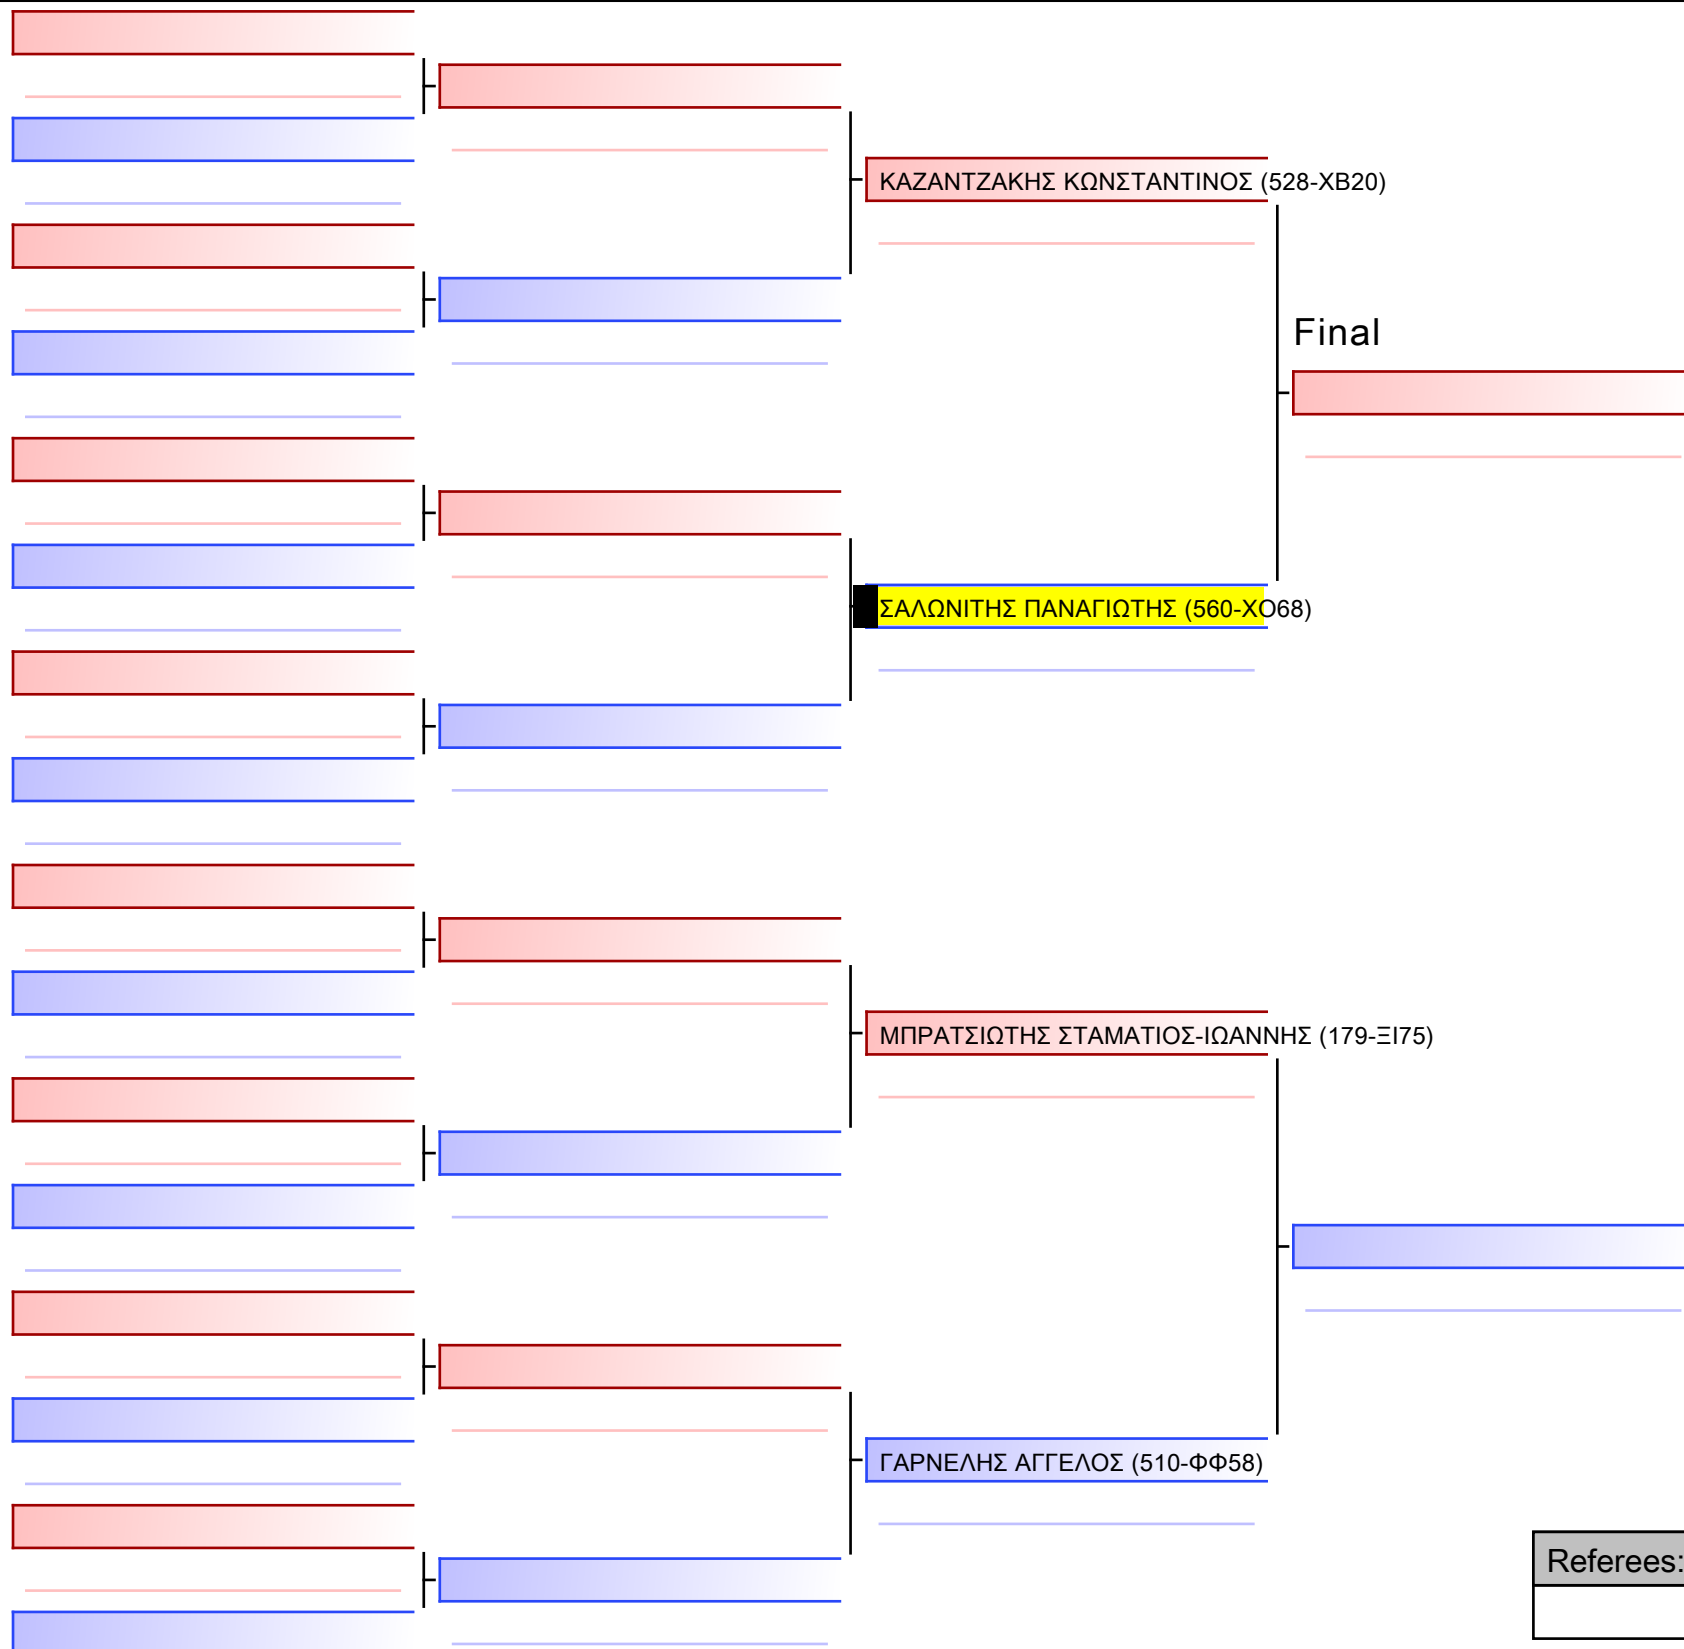 ΚΑΖΑΝΤΖΑΚΗΣ ΚΩΝΣΤΑΝΤΙΝΟΣ (528-ΧΒ20)
Final
ΣΑΛΩΝΙΤΗΣ ΠΑΝΑΓΙΩΤΗΣ (560-ΧΟ68)
ΜΠΡΑΤΣΙΩΤΗΣ ΣΤΑΜΑΤΙΟΣ-ΙΩΑΝΝΗΣ (179-ΞΙ75)
ΓΑΡΝΕΛΗΣ ΑΓΓΕΛΟΣ (510-ΦΦ58)
Referees: